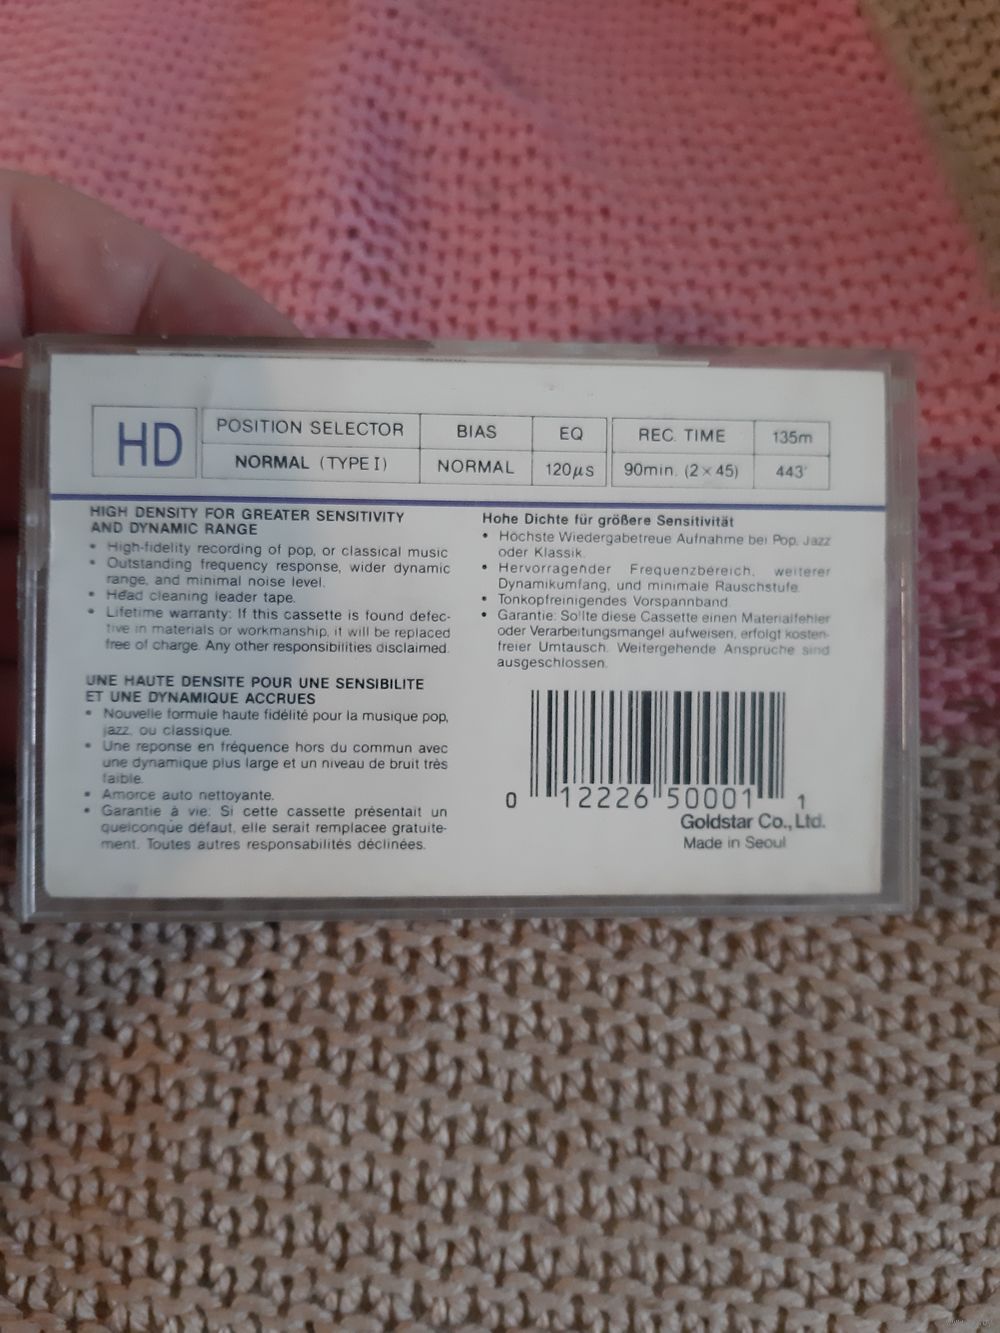 HD
POSITION SELECTOR BIAS EQ REC. TIME 135m
NORMAL (TYPE I) NORMAL 120µs 90min. (2×45) 443'
HIGH DENSITY FOR GREATER SENSITIVITY
AND DYNAMIC RANGE
• High-fidelity recording of pop, or classical music
• Outstanding frequency response, wider dynamic
range, and minimal noise level.
• Head cleaning leader tape.
• Lifetime warranty: If this cassette is found defec-
tive in materials or workmanship, it will be replaced
free of charge. Any other responsibilities disclaimed.
UNE HAUTE DENSITE POUR UNE SENSIBILITE
ET UNE DYNAMIQUE ACCRUES
• Nouvelle formule haute fidélité pour la musique pop,
jazz, ou classique.
• Une reponse en fréquence hors du commun avec
une dynamique plus large et un niveau de bruit très
faible.
• Amorce auto nettoyante.
• Garantie à vie: Si cette cassette présentait un
queiconque défaut, elle serait remplacee gratuite-
ment. Toutes autres responsabilités déclinées.
Hohe Dichte für größere Sensitivität
• Höchste Wiedergabetreue Aufnahme bei Pop, Jazz
oder Klassik.
• Hervorragender Frequenzbereich, weiterer
Dynamikumfang, und minimale Rauschstufe.
• Tonkopfreinigendes Vorspannband.
• Garantie: Sollte diese Cassette einen Materialfehler
oder Verarbeitungsmangel aufweisen, erfolgt kosten-
freier Umtausch. Weitergehende Anspruche sind
ausgeschlossen.
0 12226 50001 1
Goldstar Co., Ltd.
Made in Seoul